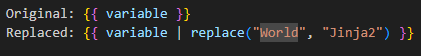 Original: {{ variable }}
Replaced: {{ variable | replace("World", "Jinja2") }}